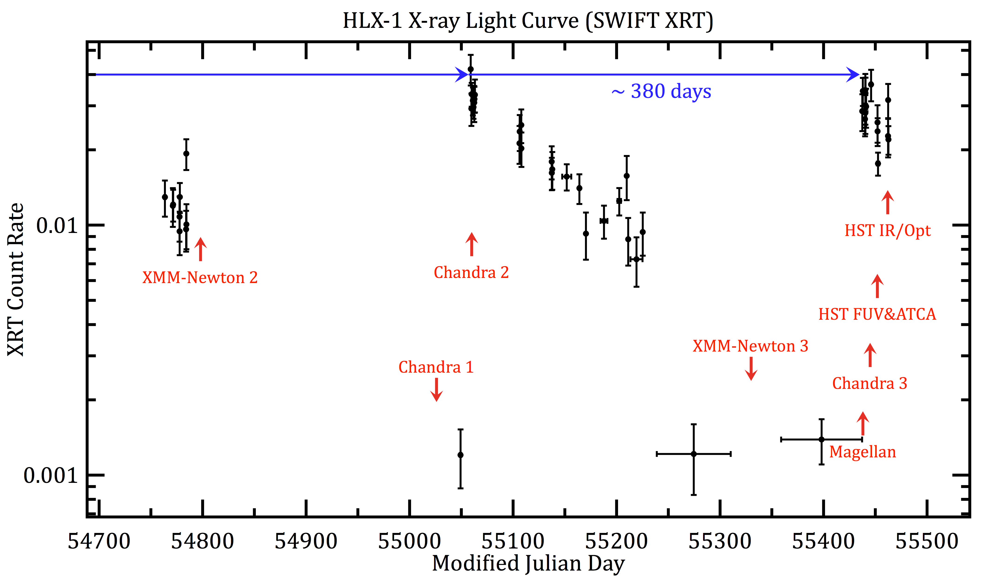 HLX-1 X-ray Light Curve (SWIFT XRT)
~ 380 days
XRT Count Rate
0.01
0.001
HST IR/Opt
XMM-Newton 2
Chandra 2
HST FUV&ATCA
XMM-Newton 3
Chandra 1
Chandra 3
Magellan
54700 54800 54900 55000 55100 55200 55300 55400 55500
Modified Julian Day